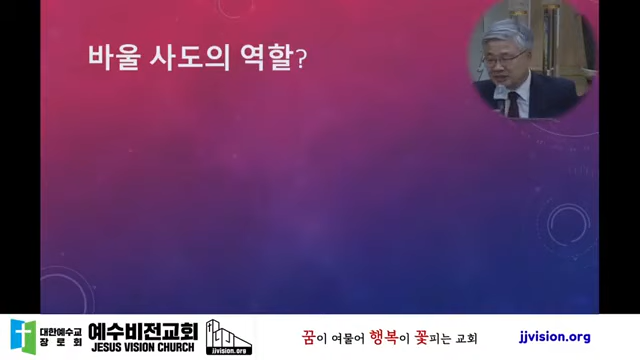 바울 사도의 역할?
대한예수교
장로회
예수비전교회
JESUS VISION CHURCH
jjvision.org
꿈이 여물어 행복이 꽃피는 교회
jjvision.org